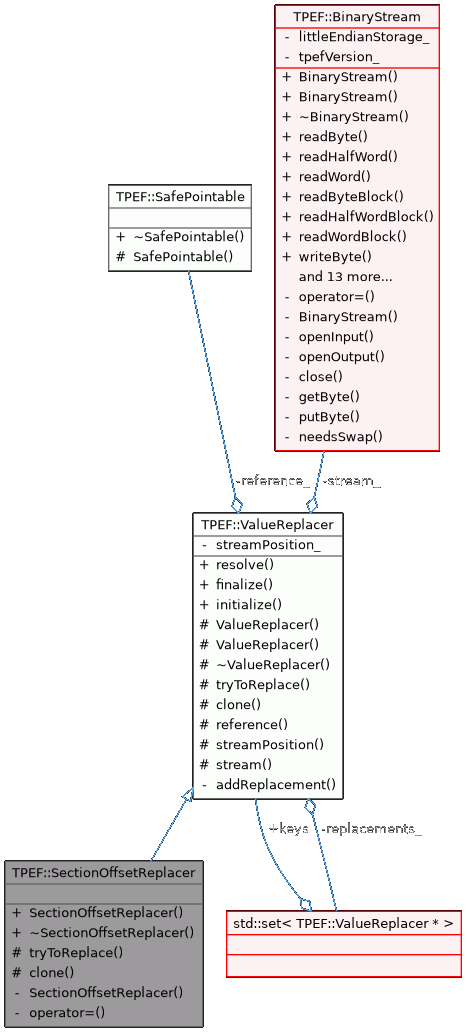 TPEF::BinaryStream
- littleEndianStorage_
- tpefVersion_
+ BinaryStream()
+ BinaryStream()
+ ~BinaryStream()
+ readByte()
+ readHalfWord()
+ readWord()
+ readByteBlock()
+ readHalfWordBlock()
+ readWordBlock()
+ writeByte()
and 13 more...
- operator=()
- BinaryStream()
- openInput()
- openOutput()
- close()
- getByte()
- putByte()
- needsSwap()
TPEF::SafePointable
+ ~SafePointable()
# SafePointable()
-reference_
-stream_
TPEF::ValueReplacer
- streamPosition_
+ resolve()
+ finalize()
+ initialize()
# ValueReplacer()
# ValueReplacer()
# ~ValueReplacer()
# tryToReplace()
# clone()
# reference()
# streamPosition()
# stream()
- addReplacement()
+keys
-replacements_
TPEF::SectionOffsetReplacer
+ SectionOffsetReplacer()
+ ~SectionOffsetReplacer()
# tryToReplace()
# clone()
- SectionOffsetReplacer()
- operator=()
std::set< TPEF::ValueReplacer * >